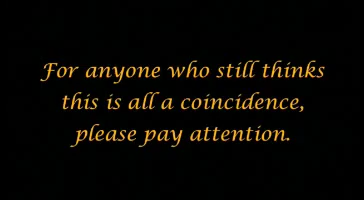 For anyone who still thinks
this is all a coincidence,
please pay attention.